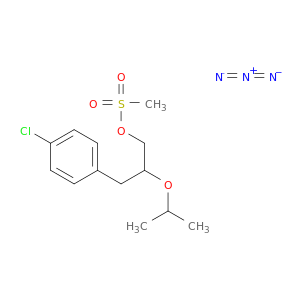 O
N = N⁺ = N⁻
O S CH₃
O
Cl
O
H₃C CH₃